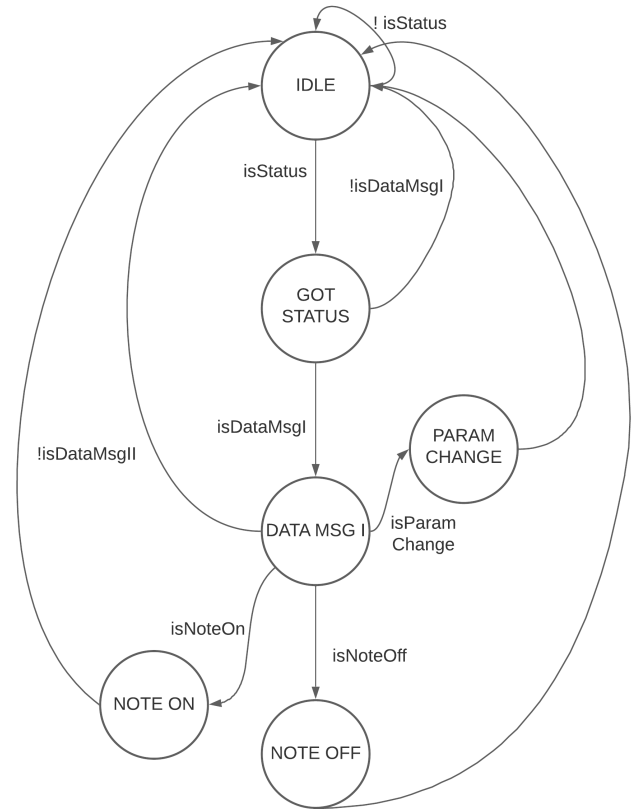 ! isStatus
IDLE
isStatus
!isDataMsgI
GOT
STATUS
isDataMsgI
!isDataMsgII
PARAM
CHANGE
DATA MSG I
isParam
Change
isNoteOn
isNoteOff
NOTE ON
NOTE OFF